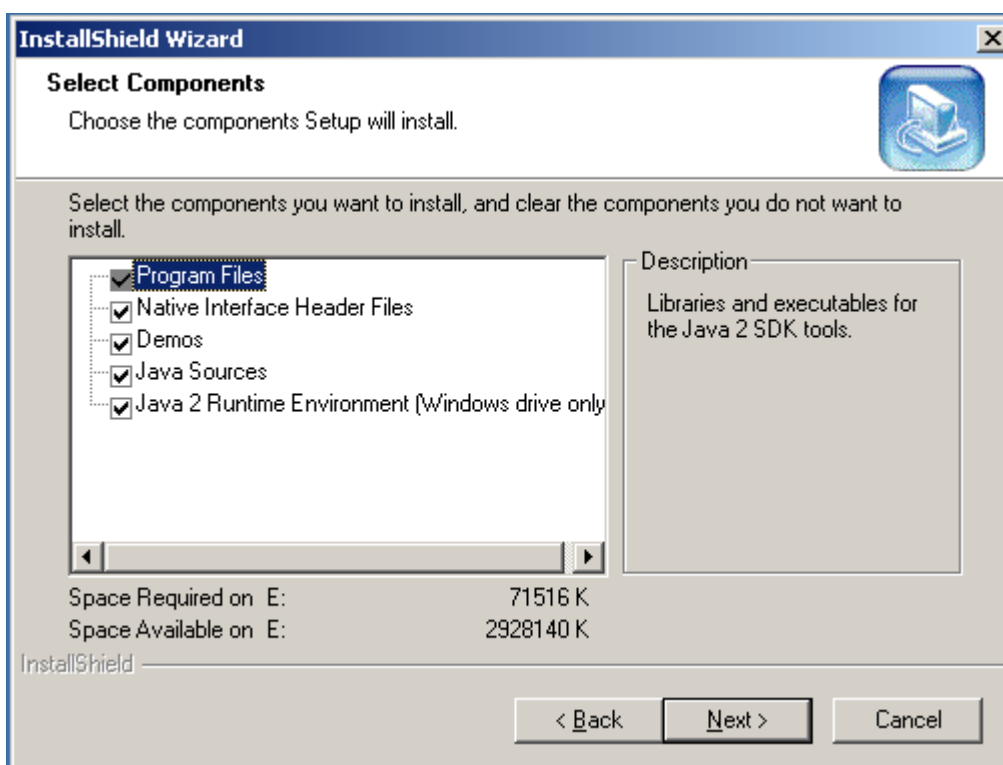 InstallShield Wizard
Select Components
Choose the components Setup will install.
Select the components you want to install, and clear the components you do not want to
install.
Program Files
Native Interface Header Files
Demos
Java Sources
Java 2 Runtime Environment (Windows drive only
Description
Libraries and executables for
the Java 2 SDK tools.
Space Required on E: 71516 K
Space Available on E: 2928140 K
InstallShield
< Back
Next >
Cancel